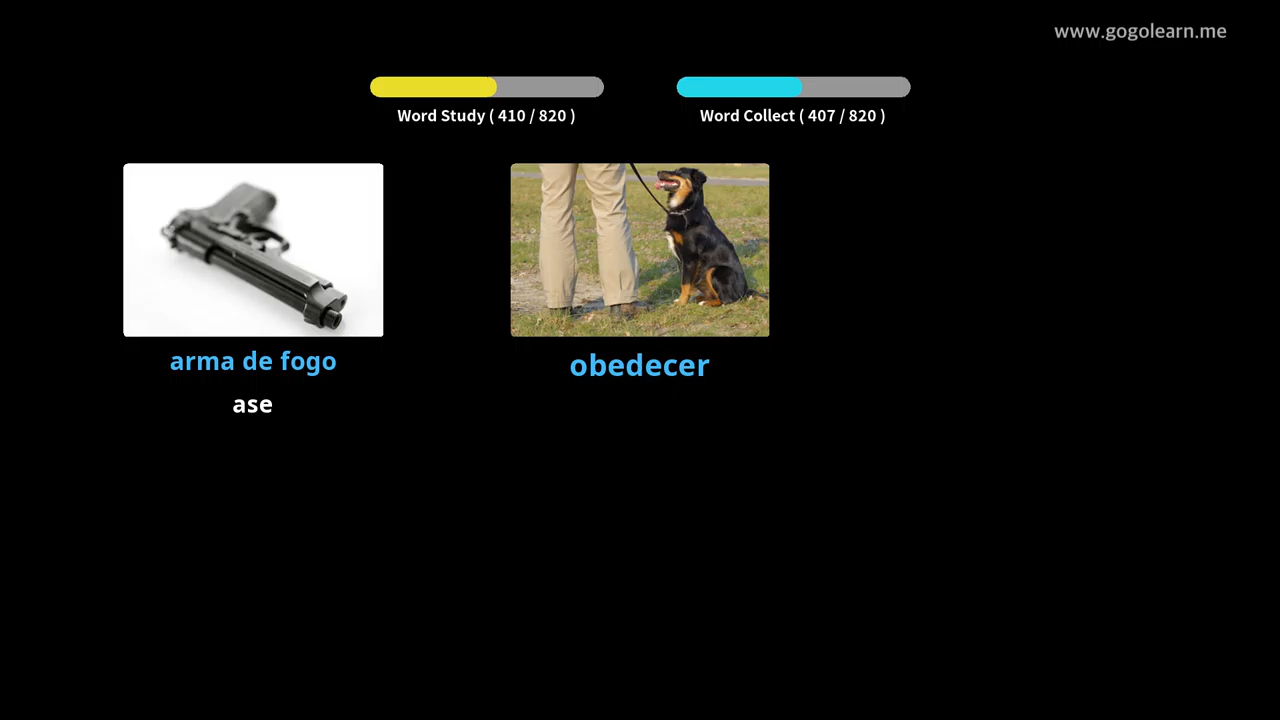 www.gogolearn.me
Word Study ( 410 / 820 )
Word Collect ( 407 / 820 )
arma de fogo
ase
obedecer